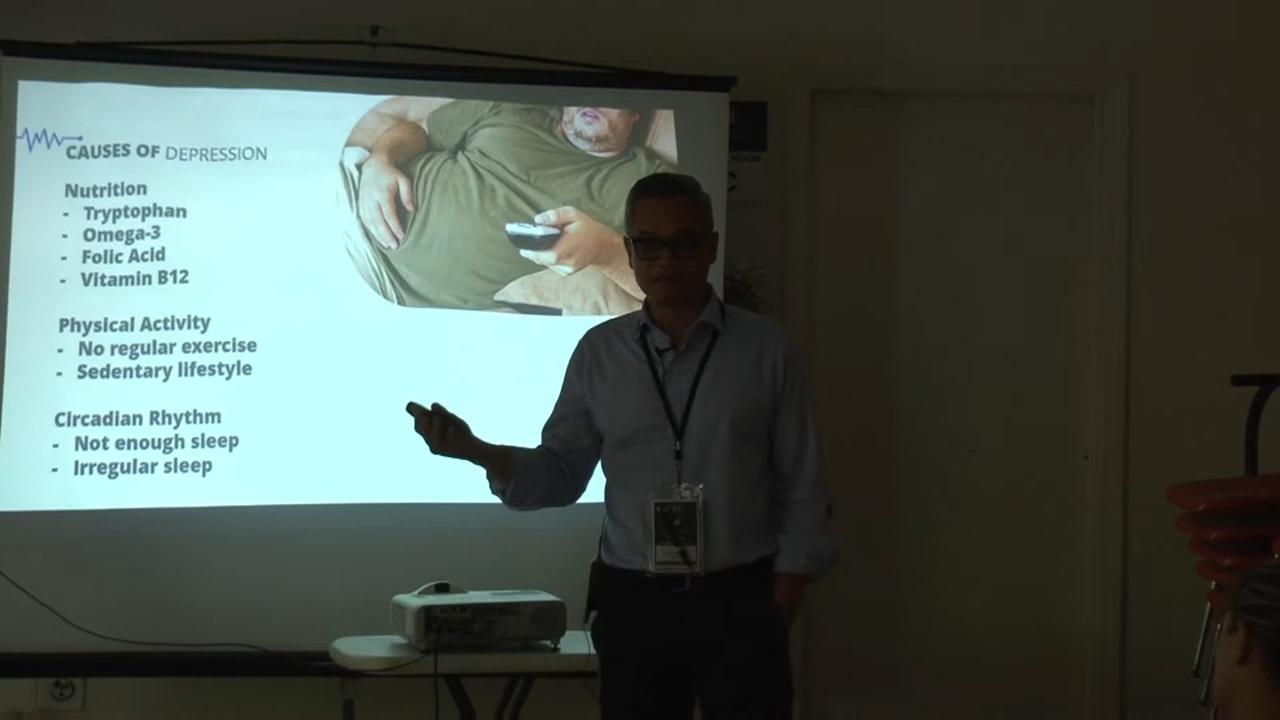 CAUSES OF DEPRESSION
Nutrition
- Tryptophan
- Omega-3
- Folic Acid
- Vitamin B12
Physical Activity
- No regular exercise
- Sedentary lifestyle
Circadian Rhythm
- Not enough sleep
- Irregular sleep
ROOM
C